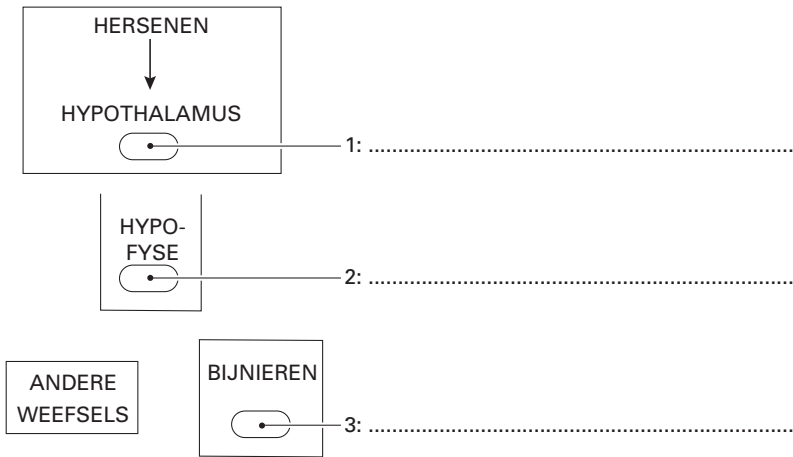 HERSENEN
HYPOTHALAMUS
1: ..........................................................................
HYPO-
FYSE
2: ..........................................................................
ANDERE
WEEFSELS
BIJNIEREN
3: ..........................................................................